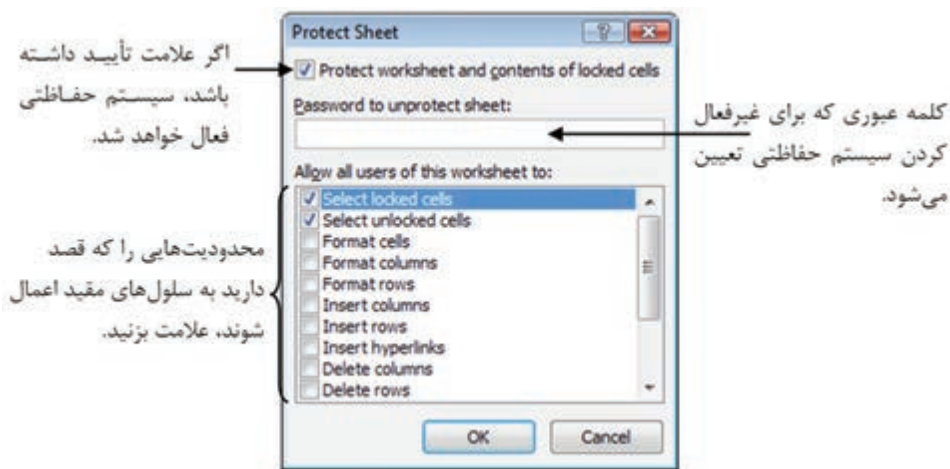 Protect Sheet
Protect worksheet and contents of locked cells
Password to unprotect sheet:
Allow all users of this worksheet to:
Select locked cells
Select unlocked cells
Format cells
Format columns
Format rows
Insert columns
Insert rows
Insert hyperlinks
Delete columns
Delete rows
OK
Cancel
اگر علامت تأیید داشته
باشد، سیستم حفاظتی
فعال خواهد شد.
کلمه عبوری که برای غیرفعال
کردن سیستم حفاظتی تعیین
می‌شود.
محدودیت‌هایی را که قصد
دارید به سلول‌های مقید اعمال
شوند، علامت بزنید.